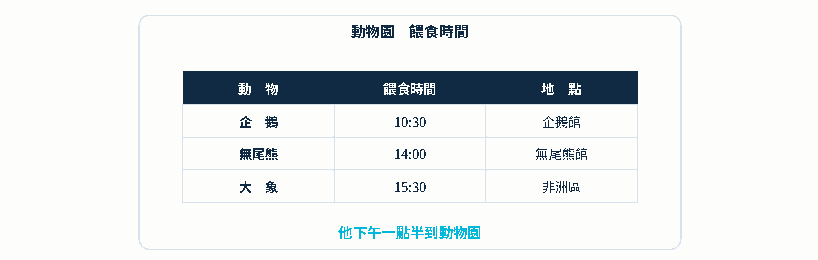 動物園　餵食時間
動　物　餵食時間　地　點
企　鵝　10:30　企鵝館
無尾熊　14:00　無尾熊館
大　象　15:30　非洲區
他下午一點半到動物園